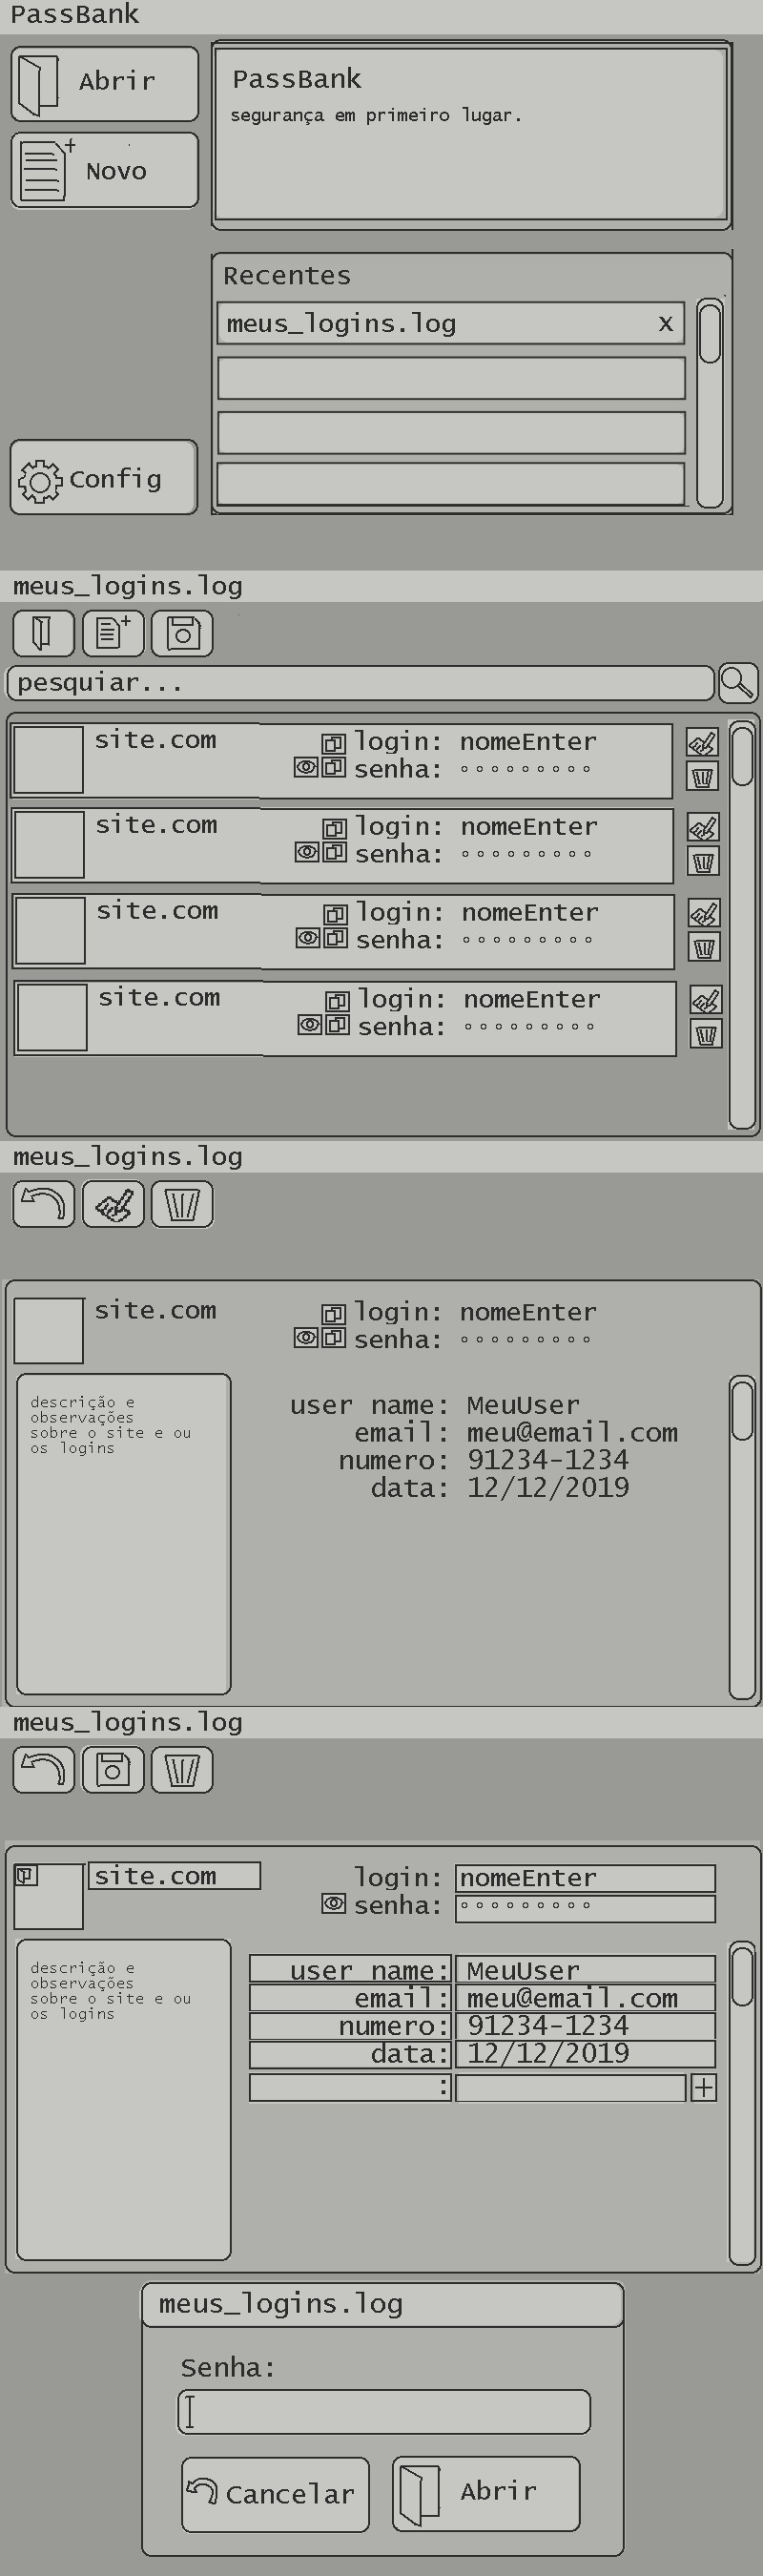 PassBank
Abrir
Novo
PassBank
segurança em primeiro lugar.
Recentes
meus_logins.log x
Config
meus_logins.log
pesquiar...
site.com login: nomeEnter
senha: ∘∘∘∘∘∘∘∘∘
site.com login: nomeEnter
senha: ∘∘∘∘∘∘∘∘∘
site.com login: nomeEnter
senha: ∘∘∘∘∘∘∘∘∘
site.com login: nomeEnter
senha: ∘∘∘∘∘∘∘∘∘
meus_logins.log
site.com login: nomeEnter
senha: ∘∘∘∘∘∘∘∘∘
descrição e
observações
sobre o site e ou
os logins
user name: MeuUser
email: meu@email.com
numero: 91234-1234
data: 12/12/2019
meus_logins.log
site.com login: nomeEnter
senha: ∘∘∘∘∘∘∘∘∘
descrição e
observações
sobre o site e ou
os logins
user name: MeuUser
email: meu@email.com
numero: 91234-1234
data: 12/12/2019
: +
meus_logins.log
Senha:
Cancelar Abrir